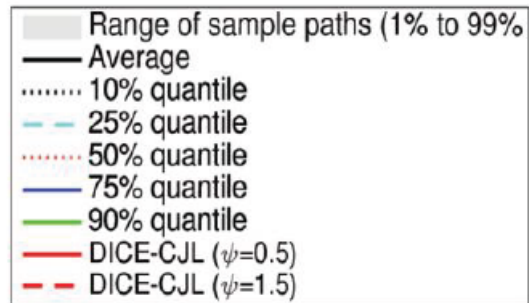 Range of sample paths (1% to 99%
Average
10% quantile
25% quantile
50% quantile
75% quantile
90% quantile
DICE-CJL (ψ=0.5)
DICE-CJL (ψ=1.5)